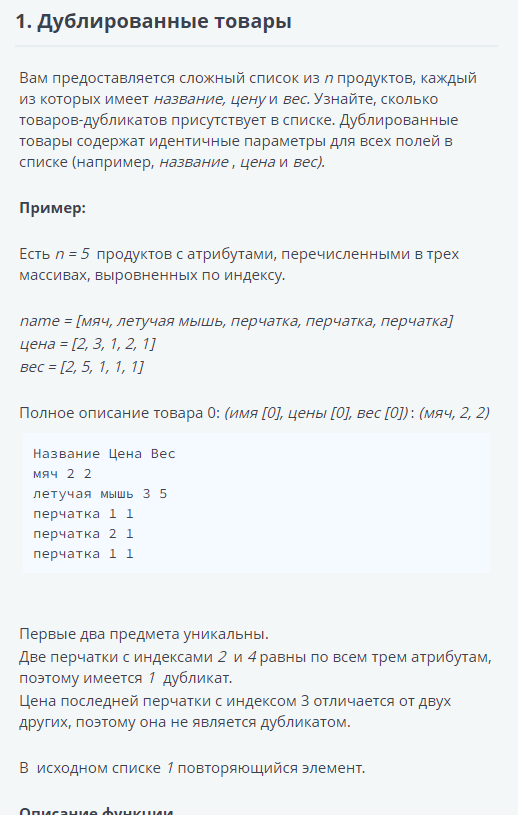 1. Дублированные товары
Вам предоставляется сложный список из n продуктов, каждый
из которых имеет название, цену и вес. Узнайте, сколько
товаров-дубликатов присутствует в списке. Дублированные
товары содержат идентичные параметры для всех полей в
списке (например, название , цена и вес).
Пример:
Есть n = 5 продуктов с атрибутами, перечисленными в трех
массивах, выровненных по индексу.
name = [мяч, летучая мышь, перчатка, перчатка, перчатка]
цена = [2, 3, 1, 2, 1]
вес = [2, 5, 1, 1, 1]
Полное описание товара 0: (имя [0], цены [0], вес [0]) : (мяч, 2, 2)
Название Цена Вес
мяч 2 2
летучая мышь 3 5
перчатка 1 1
перчатка 2 1
перчатка 1 1
Первые два предмета уникальны.
Две перчатки с индексами 2 и 4 равны по всем трем атрибутам,
поэтому имеется 1 дубликат.
Цена последней перчатки с индексом 3 отличается от двух
других, поэтому она не является дубликатом.
В исходном списке 1 повторяющийся элемент.
Описание функции